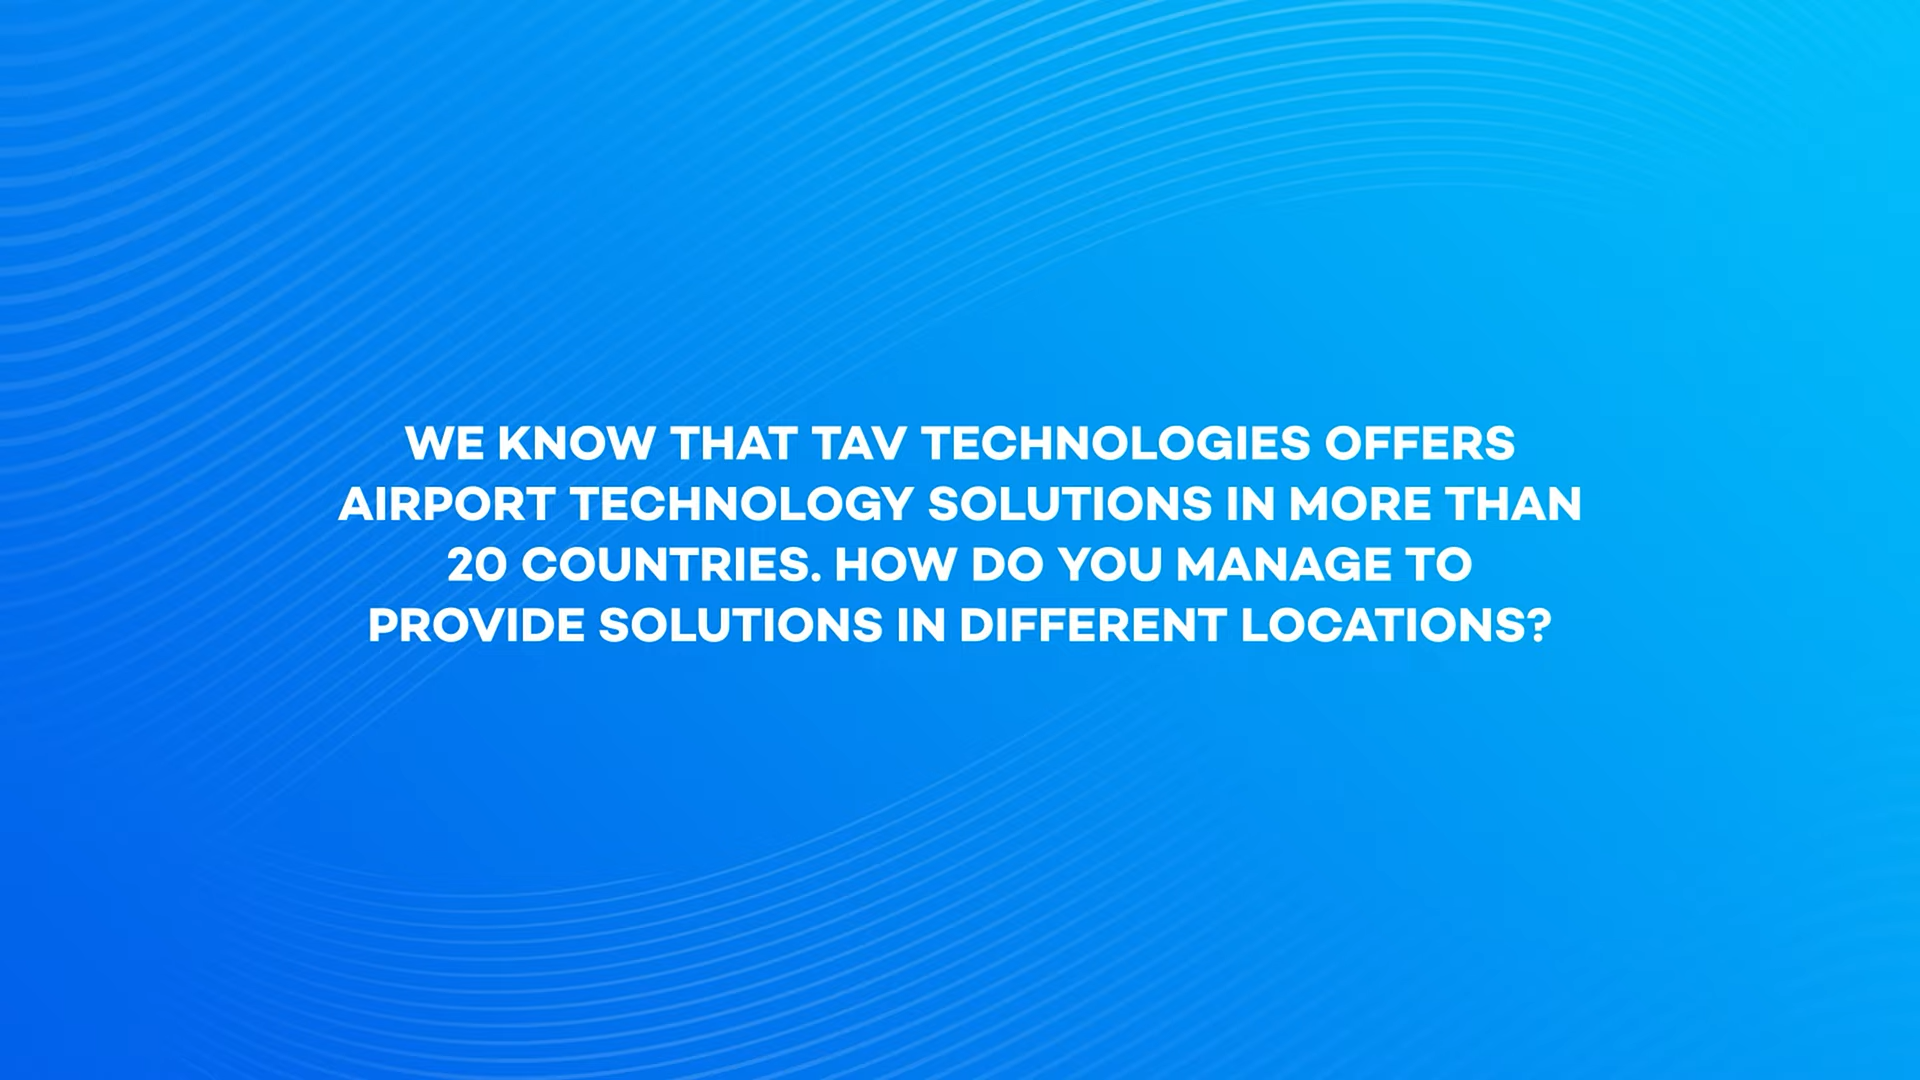 WE KNOW THAT TAV TECHNOLOGIES OFFERS
AIRPORT TECHNOLOGY SOLUTIONS IN MORE THAN
20 COUNTRIES. HOW DO YOU MANAGE TO
PROVIDE SOLUTIONS IN DIFFERENT LOCATIONS?